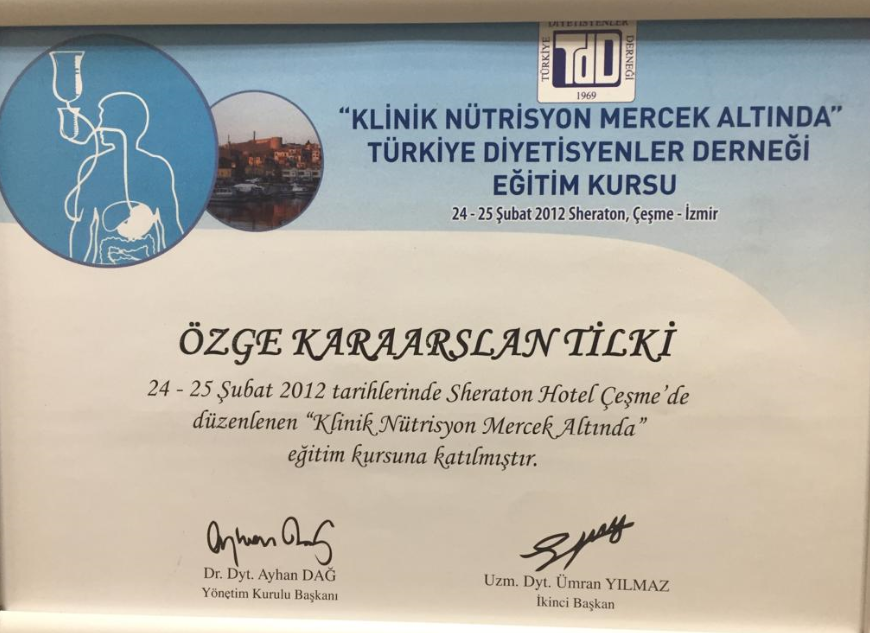 TÜRKİYE DİYETİSYENLER DERNEĞİ
TDD
1969
“KLİNİK NÜTRİSYON MERCEK ALTINDA”
TÜRKİYE DİYETİSYENLER DERNEĞİ
EĞİTİM KURSU
24 - 25 Şubat 2012 Sheraton, Çeşme - İzmir
ÖZGE KARAARSLAN TİLKİ
24 - 25 Şubat 2012 tarihlerinde Sheraton Hotel Çeşme’de
düzenlenen “Klinik Nütrisyon Mercek Altında”
eğitim kursuna katılmıştır.
Dr. Dyt. Ayhan DAĞ
Yönetim Kurulu Başkanı
Uzm. Dyt. Ümran YILMAZ
İkinci Başkan